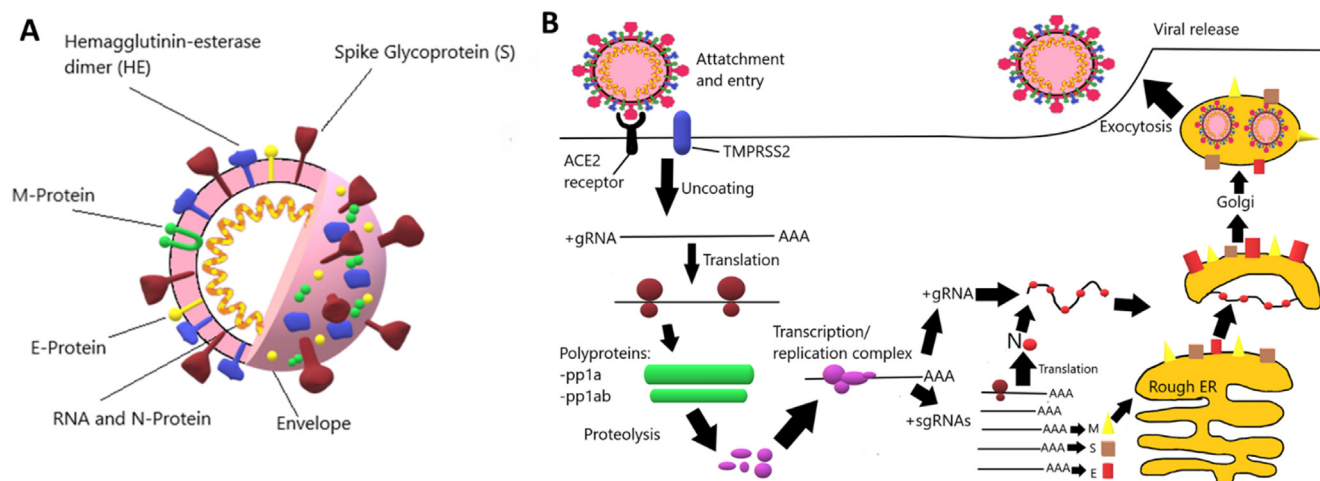 A
Hemagglutinin-esterase
dimer (HE)
Spike Glycoprotein (S)
M-Protein
E-Protein
RNA and N-Protein
Envelope
B
Attatchment
and entry
ACE2
receptor
TMPRSS2
Uncoating
+gRNA
AAA
Translation
Polyproteins:
-pp1a
-pp1ab
Proteolysis
Transcription/
replication complex
AAA
+gRNA
+sgRNAs
N
Translation
AAA
AAA
AAA
M
AAA
S
AAA
E
Rough ER
Golgi
Exocytosis
Viral release